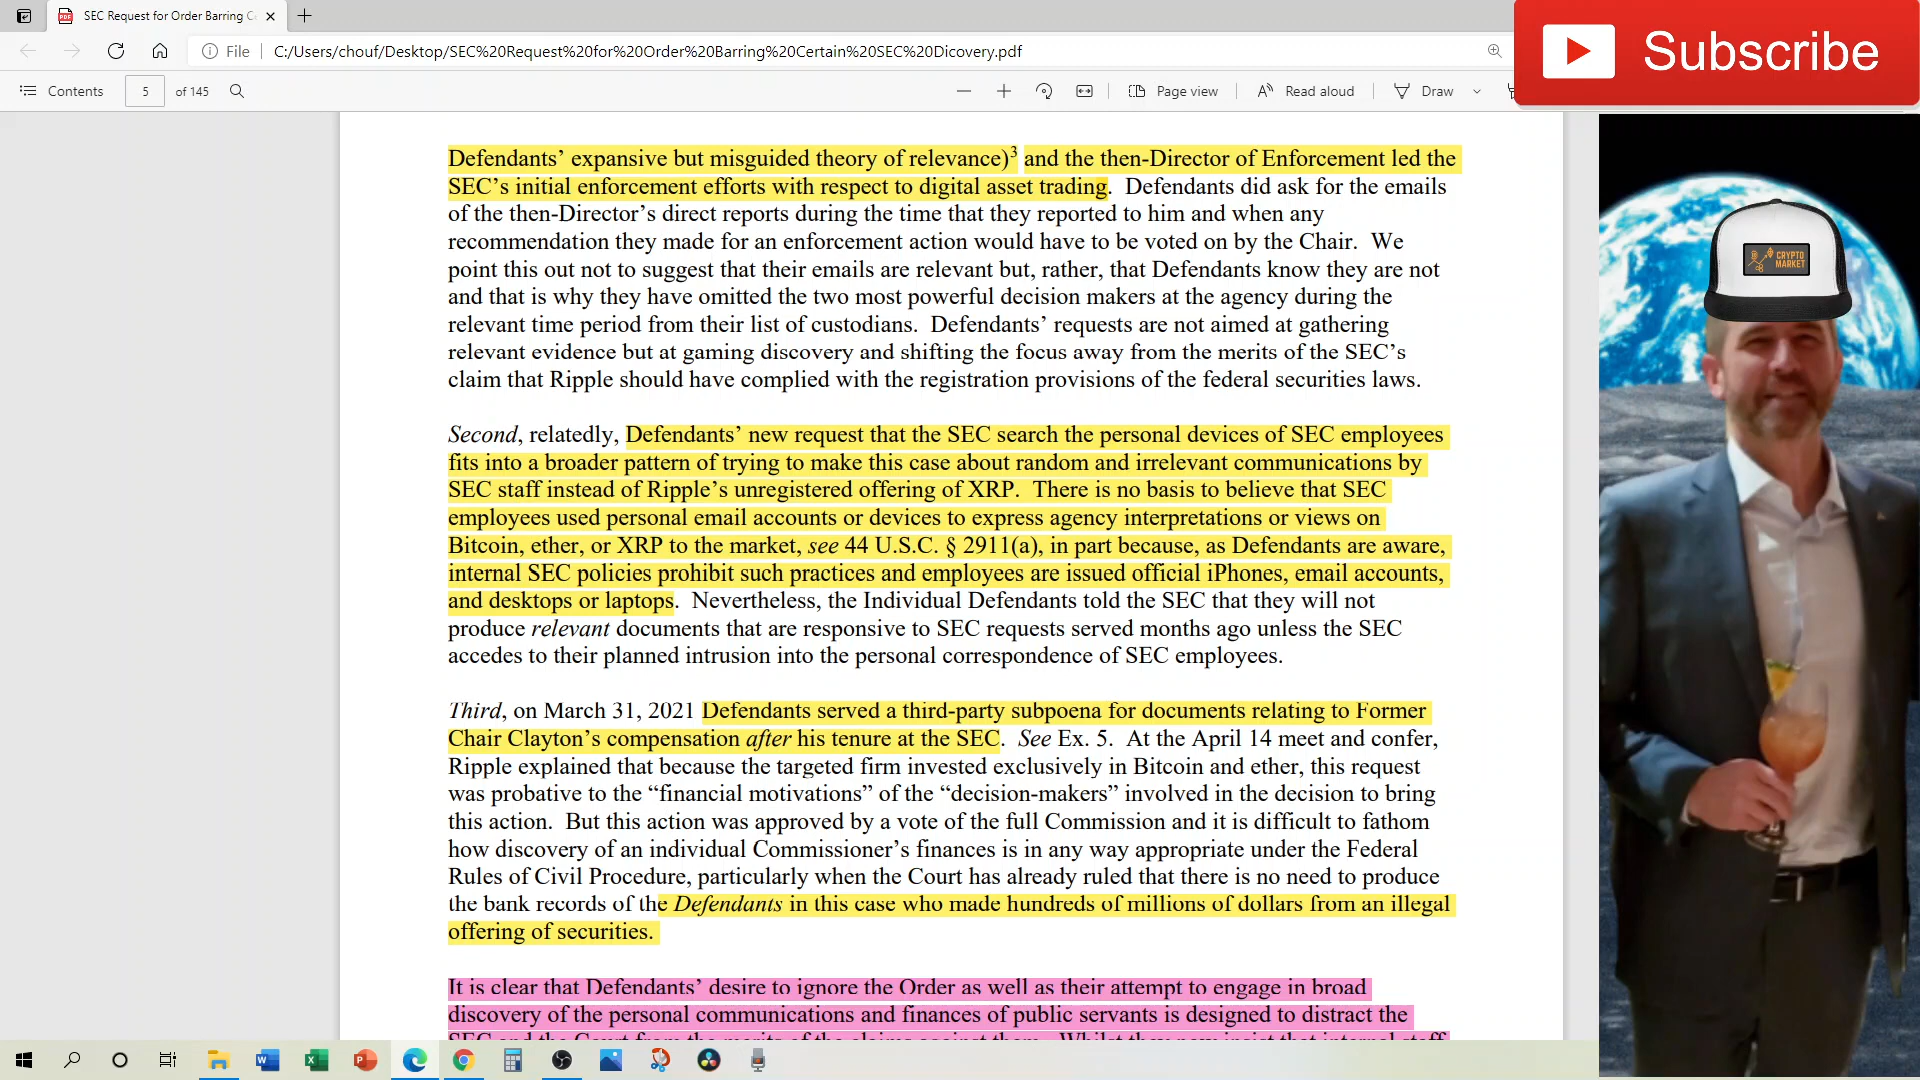 SEC Request for Order Barring C
Subscribe
File
C:/Users/chouf/Desktop/SEC%20Request%20for%20Order%20Barring%20Certain%20SEC%20Dicovery.pdf
Contents 5 of 145
Page view Read aloud Draw
Defendants’ expansive but misguided theory of relevance)3 and the then-Director of Enforcement led the
SEC’s initial enforcement efforts with respect to digital asset trading. Defendants did ask for the emails
of the then-Director’s direct reports during the time that they reported to him and when any
recommendation they made for an enforcement action would have to be voted on by the Chair. We
point this out not to suggest that their emails are relevant but, rather, that Defendants know they are not
and that is why they have omitted the two most powerful decision makers at the agency during the
relevant time period from their list of custodians. Defendants’ requests are not aimed at gathering
relevant evidence but at gaming discovery and shifting the focus away from the merits of the SEC’s
claim that Ripple should have complied with the registration provisions of the federal securities laws.
Second, relatedly, Defendants’ new request that the SEC search the personal devices of SEC employees
fits into a broader pattern of trying to make this case about random and irrelevant communications by
SEC staff instead of Ripple’s unregistered offering of XRP. There is no basis to believe that SEC
employees used personal email accounts or devices to express agency interpretations or views on
Bitcoin, ether, or XRP to the market, see 44 U.S.C. § 2911(a), in part because, as Defendants are aware,
internal SEC policies prohibit such practices and employees are issued official iPhones, email accounts,
and desktops or laptops. Nevertheless, the Individual Defendants told the SEC that they will not
produce relevant documents that are responsive to SEC requests served months ago unless the SEC
accedes to their planned intrusion into the personal correspondence of SEC employees.
Third, on March 31, 2021 Defendants served a third-party subpoena for documents relating to Former
Chair Clayton’s compensation after his tenure at the SEC. See Ex. 5. At the April 14 meet and confer,
Ripple explained that because the targeted firm invested exclusively in Bitcoin and ether, this request
was probative to the “financial motivations” of the “decision-makers” involved in the decision to bring
this action. But this action was approved by a vote of the full Commission and it is difficult to fathom
how discovery of an individual Commissioner’s finances is in any way appropriate under the Federal
Rules of Civil Procedure, particularly when the Court has already ruled that there is no need to produce
the bank records of the Defendants in this case who made hundreds of millions of dollars from an illegal
offering of securities.
It is clear that Defendants’ desire to ignore the Order as well as their attempt to engage in broad
discovery of the personal communications and finances of public servants is designed to distract the
SEC and the Court from the merits of the claims against them. Whilst they now insist that internal staff
CRYPTO
MARKET